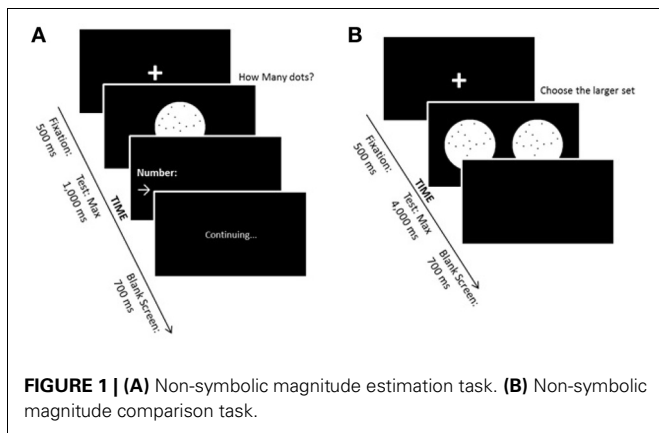 A
How Many dots?
Number:
Continuing...
Fixation:
500 ms
Test: Max
1,000 ms
TIME
Blank Screen:
700 ms
B
Choose the larger set
Fixation:
500 ms
Test: Max
4,000 ms
TIME
Blank Screen:
700 ms
FIGURE 1 | (A) Non-symbolic magnitude estimation task. (B) Non-symbolic
magnitude comparison task.